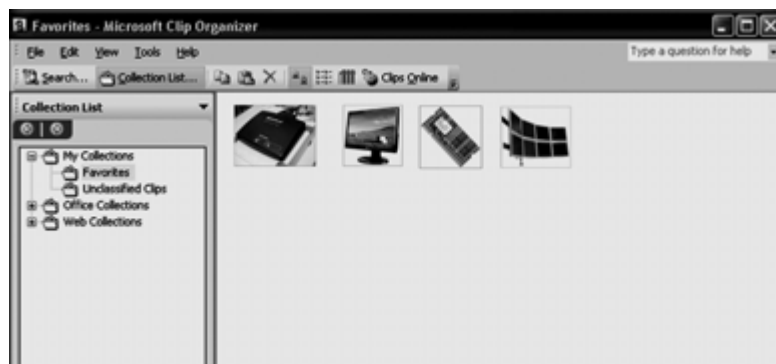 Favorites - Microsoft Clip Organizer
File Edit View Tools Help
Type a question for help
Search... Collection List... Clips Online
Collection List
My Collections
Favorites
Unclassified Clips
Office Collections
Web Collections